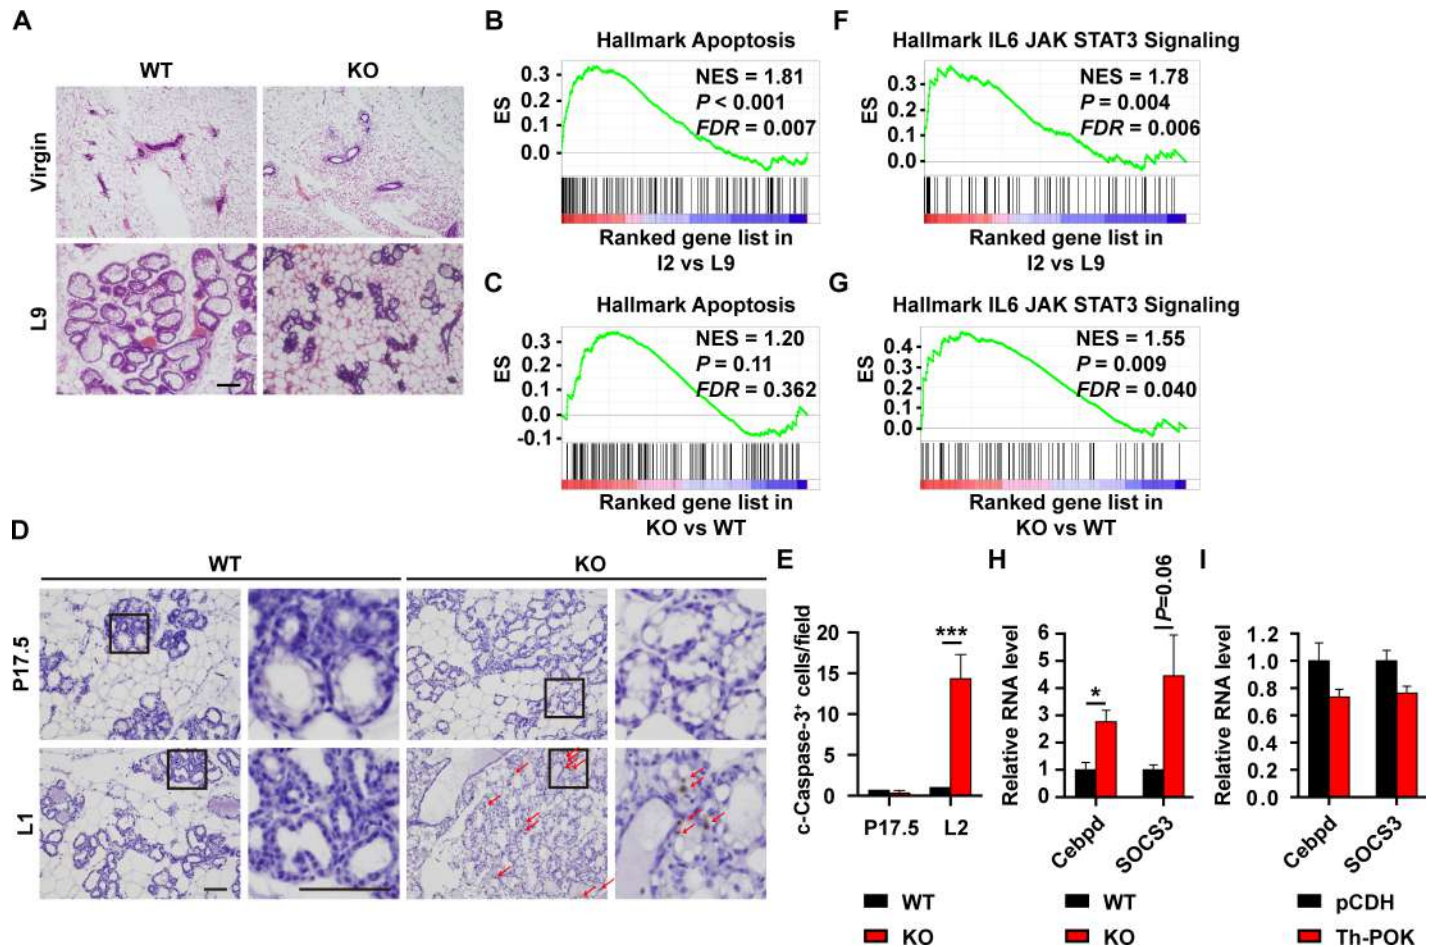 A
WT
KO
Virgin
L9
B
Hallmark Apoptosis
ES
0.3
0.2
0.1
0.0
NES = 1.81
P < 0.001
FDR = 0.007
Ranked gene list in
I2 vs L9
F
Hallmark IL6 JAK STAT3 Signaling
ES
0.3
0.2
0.1
0.0
NES = 1.78
P = 0.004
FDR = 0.006
Ranked gene list in
I2 vs L9
C
Hallmark Apoptosis
ES
0.3
0.2
0.1
0.0
-0.1
NES = 1.20
P = 0.11
FDR = 0.362
Ranked gene list in
KO vs WT
G
Hallmark IL6 JAK STAT3 Signaling
ES
0.4
0.3
0.2
0.1
0.0
NES = 1.55
P = 0.009
FDR = 0.040
Ranked gene list in
KO vs WT
D
WT
KO
P17.5
L1
E
c-Caspase-3+ cells/field
20
15
10
5
0
***
P17.5
L2
WT
KO
H
Relative RNA level
6
5
4
3
2
1
0
*
P=0.06
Cebpd
SOCS3
WT
KO
I
Relative RNA level
1.2
1.0
0.8
0.6
0.4
0.2
0.0
Cebpd
SOCS3
pCDH
Th-POK